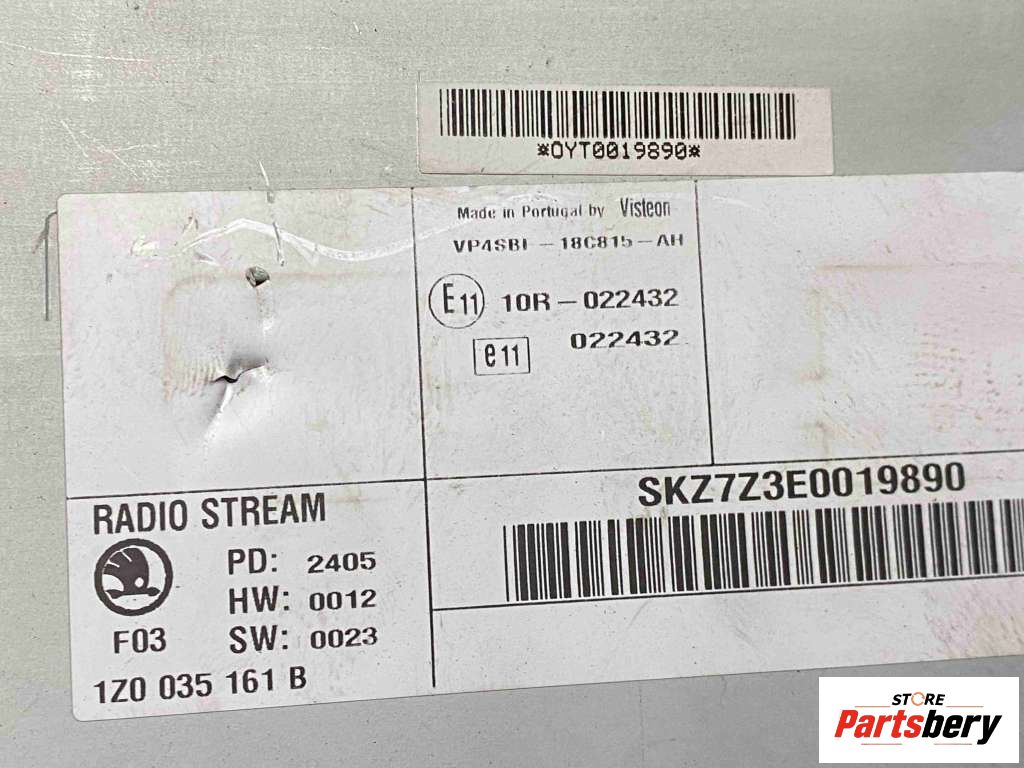 *OYT0019890*
Made in Portugal by Visteon
VP4SBF-18C815-AH
E11 10R-022432
e11 022432
SKZ7Z3E0019890
RADIO STREAM
PD: 2405
HW: 0012
F03 SW: 0023
1Z0 035 161 B
STORE
Partsbery